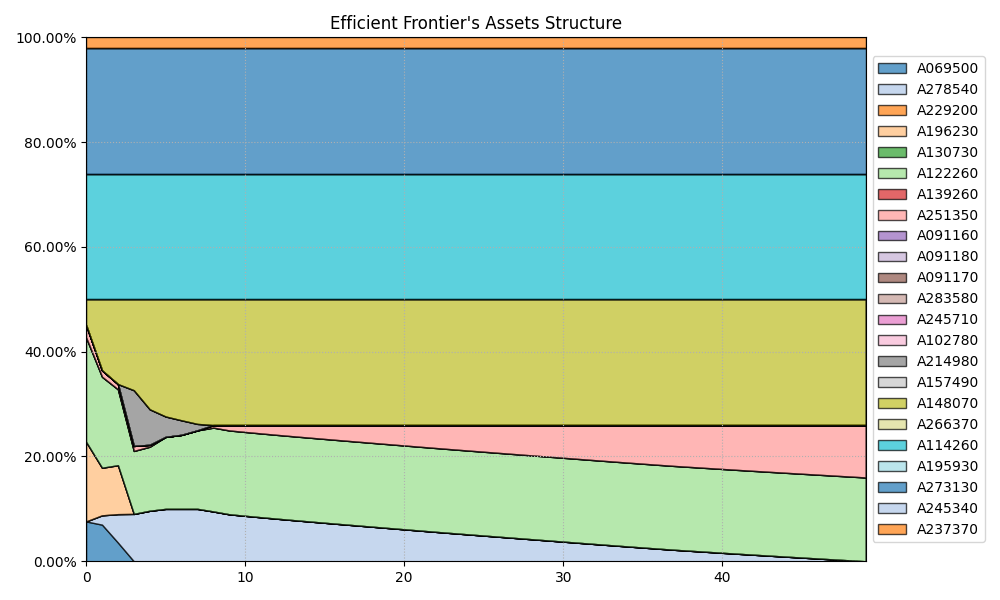 Efficient Frontier's Assets Structure
100.00%
80.00%
60.00%
40.00%
20.00%
0.00%
0
10
20
30
40
A069500
A278540
A229200
A196230
A130730
A122260
A139260
A251350
A091160
A091180
A091170
A283580
A245710
A102780
A214980
A157490
A148070
A266370
A114260
A195930
A273130
A245340
A237370